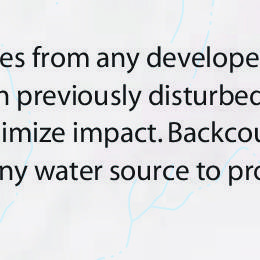 es from any develope
n previously disturbed
imize impact. Backcou
ny water source to pro